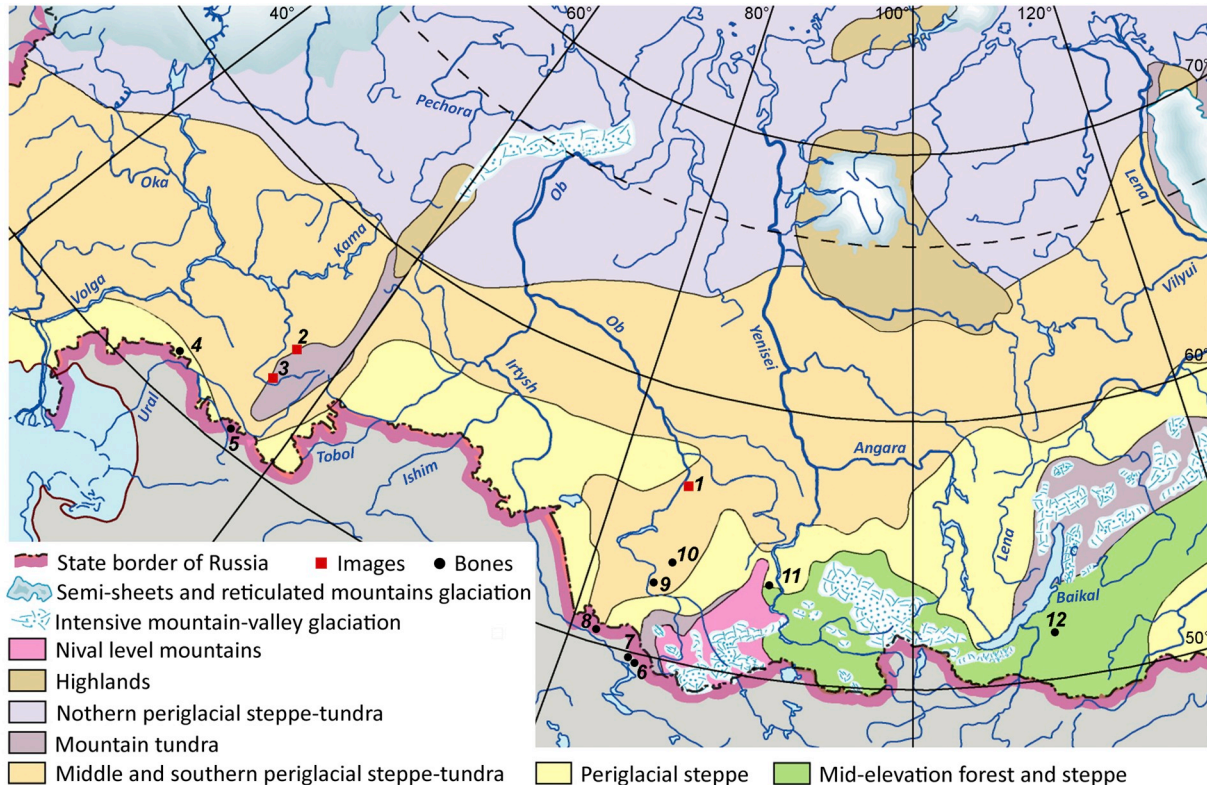 40°
60°
80°
100°
120°
70°
Pechora
Oka
Ob
Lena
Kama
Vilyui
Volga
2
4
3
Ob
Yenisei
60°
Irtysh
Ural
5
Tobol
Ishim
Angara
1
10
9
11
Lena
Baikal
12
8
7
6
50°
State border of Russia
Images
Bones
Semi-sheets and reticulated mountains glaciation
Intensive mountain-valley glaciation
Nival level mountains
Highlands
Nothern periglacial steppe-tundra
Mountain tundra
Middle and southern periglacial steppe-tundra
Periglacial steppe
Mid-elevation forest and steppe